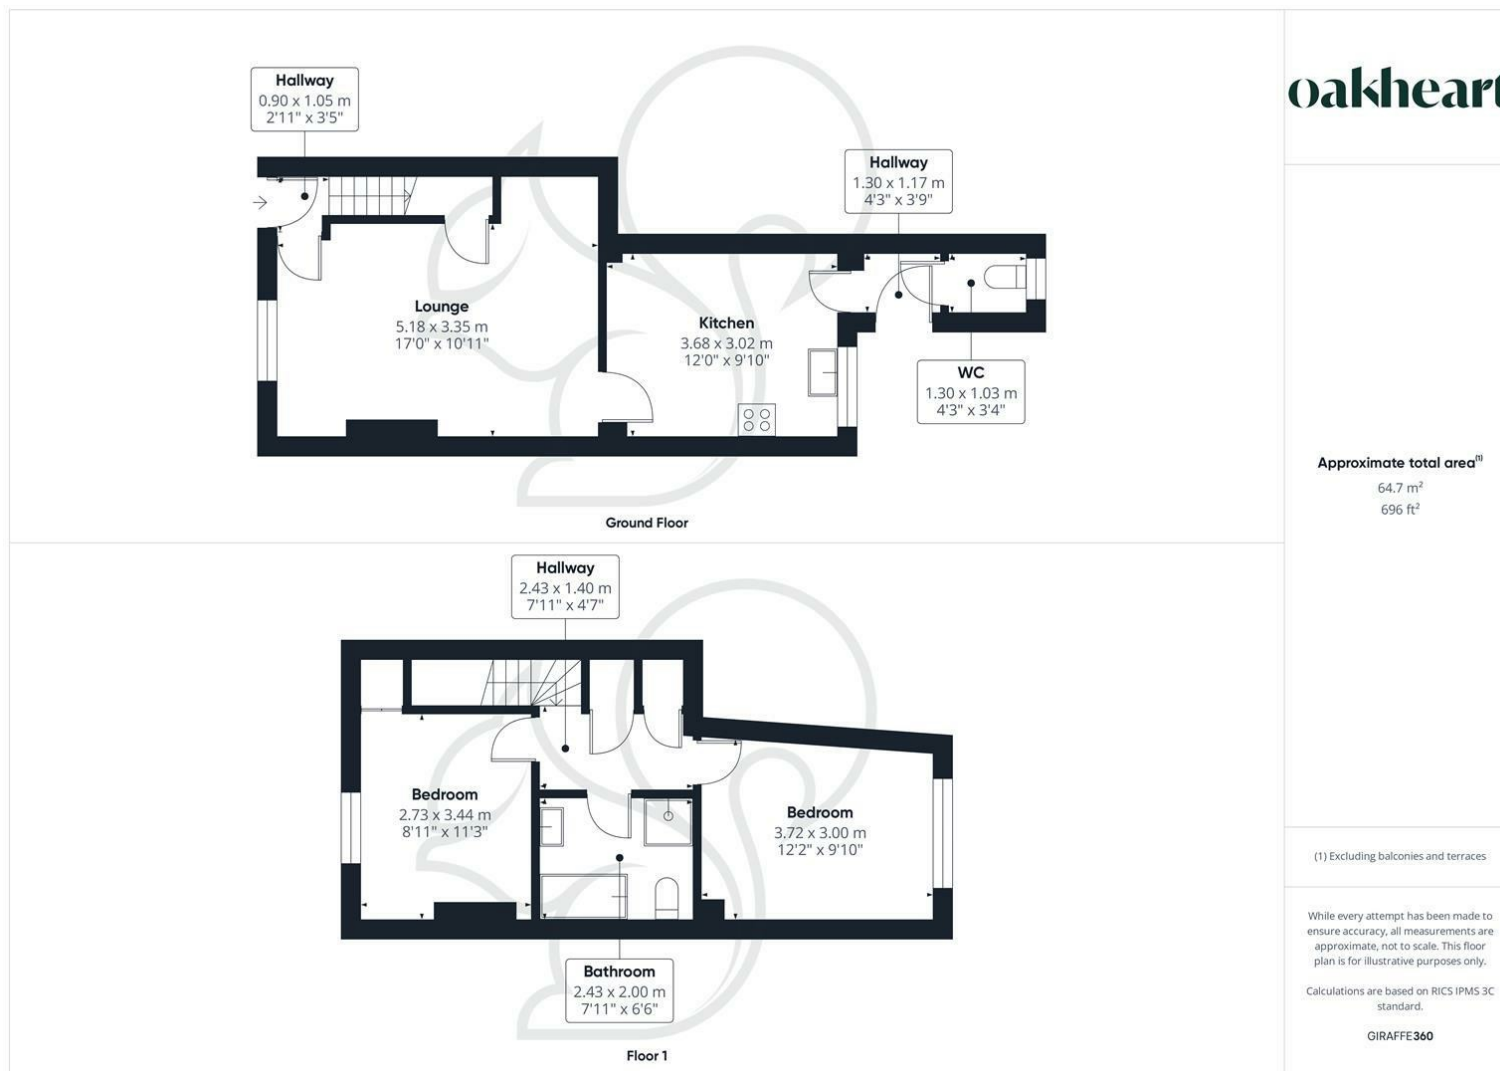 Hallway
0.90 x 1.05 m
2'11" x 3'5"
Hallway
1.30 x 1.17 m
4'3" x 3'9"
Lounge
5.18 x 3.35 m
17'0" x 10'11"
Kitchen
3.68 x 3.02 m
12'0" x 9'10"
WC
1.30 x 1.03 m
4'3" x 3'4"
Ground Floor
Hallway
2.43 x 1.40 m
7'11" x 4'7"
Bedroom
2.73 x 3.44 m
8'11" x 11'3"
Bedroom
3.72 x 3.00 m
12'2" x 9'10"
Bathroom
2.43 x 2.00 m
7'11" x 6'6"
Floor 1
oakheart
Approximate total area(1)
64.7 m²
696 ft²
(1) Excluding balconies and terraces
While every attempt has been made to
ensure accuracy, all measurements are
approximate, not to scale. This floor
plan is for illustrative purposes only.
Calculations are based on RICS IPMS 3C
standard.
GIRAFFE360